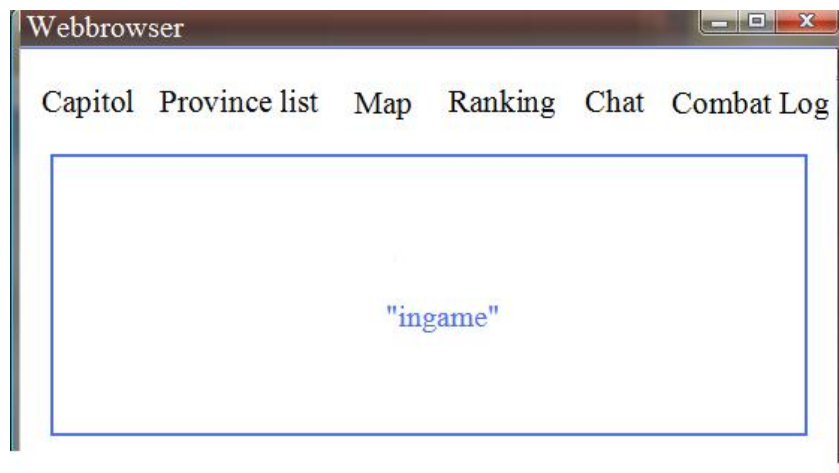 Webbrowser
Capitol Province list Map Ranking Chat Combat Log
"ingame"